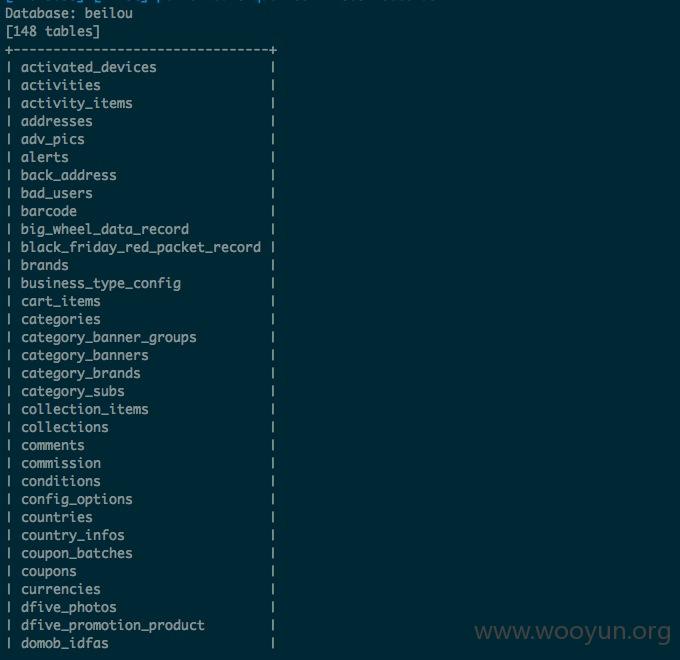 Database: beilou
[148 tables]
+------------------------------+
| activated_devices |
| activities |
| activity_items |
| addresses |
| adv_pics |
| alerts |
| back_address |
| bad_users |
| barcode |
| big_wheel_data_record |
| black_friday_red_packet_record |
| brands |
| business_type_config |
| cart_items |
| categories |
| category_banner_groups |
| category_banners |
| category_brands |
| category_subs |
| collection_items |
| collections |
| comments |
| commission |
| conditions |
| config_options |
| countries |
| country_infos |
| coupon_batches |
| coupons |
| currencies |
| dfive_photos |
| dfive_promotion_product |
| domob_idfas |
www.wooyun.org